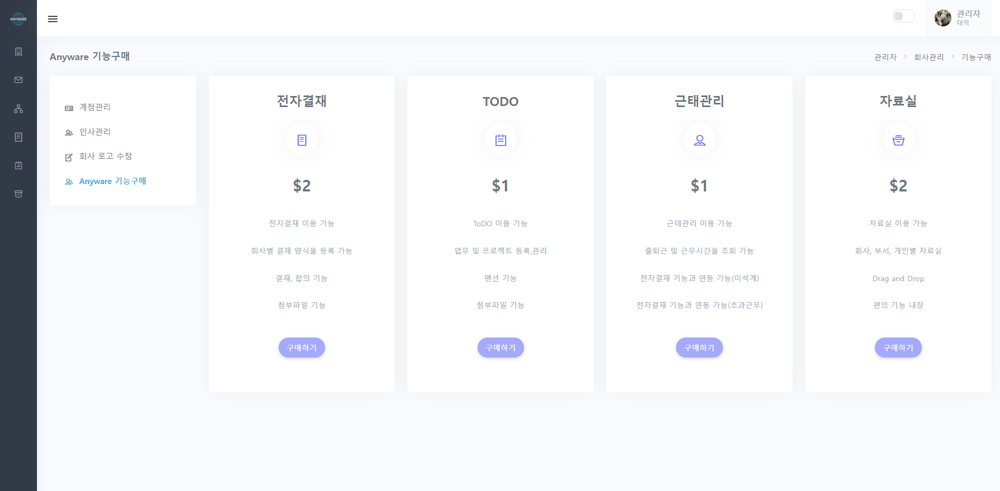 ANYWARE
관리자
대덕
Anyware 기능구매
관리자 > 회사관리 > 기능구매
계정관리
인사관리
회사 로고 수정
Anyware 기능구매
전자결재
$2
전자결재 이용 가능
회사별 결재 양식을 등록 가능
결재, 합의 기능
첨부파일 기능
구매하기
TODO
$1
ToDO 이용 가능
업무 및 프로젝트 등록,관리
멘션 기능
첨부파일 기능
구매하기
근태관리
$1
근태관리 이용 가능
출퇴근 및 근무시간을 조회 가능
전자결재 기능과 연동 가능(이석계)
전자결재 기능과 연동 가능(초과근무)
구매하기
자료실
$2
자료실 이용 가능
회사, 부서, 개인별 자료실
Drag and Drop
편의 기능 내장
구매하기